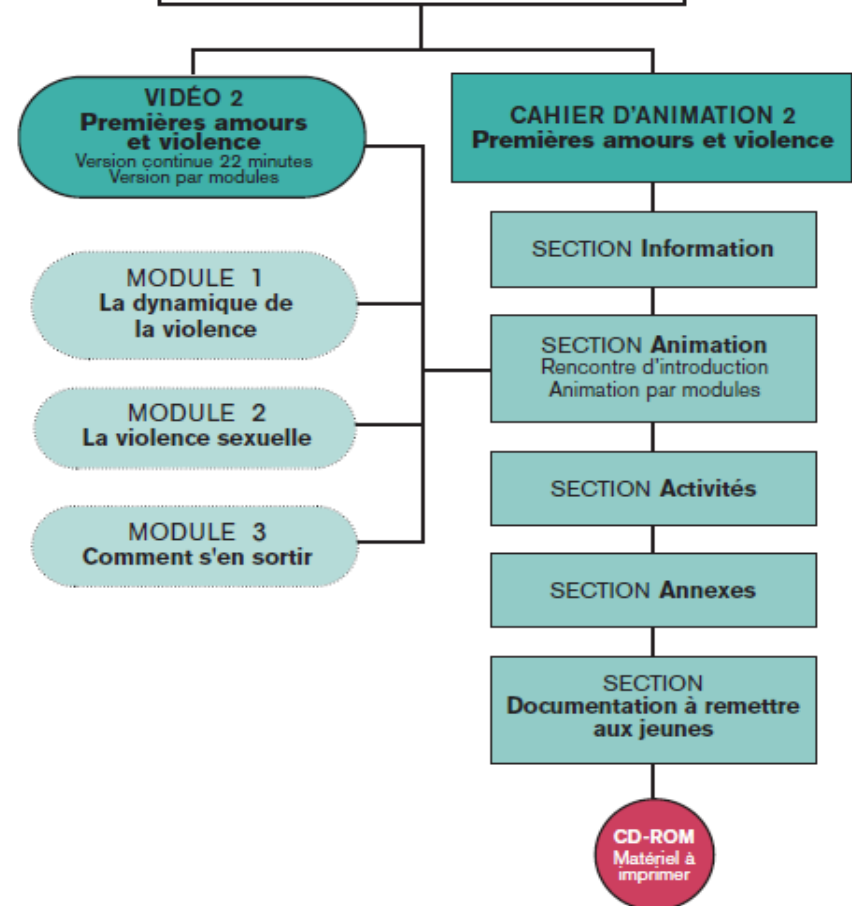 VIDÉO 2
Premières amours
et violence
Version continue 22 minutes
Version par modules
MODULE 1
La dynamique de
la violence
MODULE 2
La violence sexuelle
MODULE 3
Comment s'en sortir
CAHIER D'ANIMATION 2
Premières amours et violence
SECTION Information
SECTION Animation
Rencontre d'introduction
Animation par modules
SECTION Activités
SECTION Annexes
SECTION
Documentation à remettre
aux jeunes
CD-ROM
Matériel à
imprimer